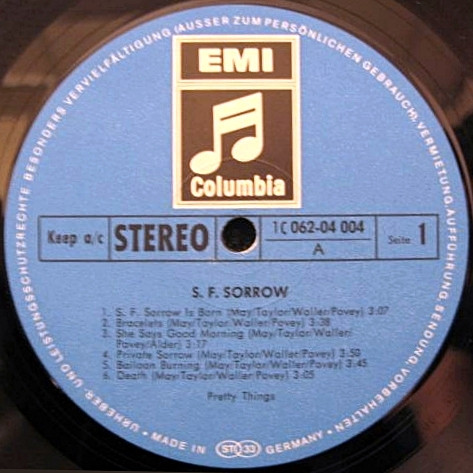 EMI
Columbia
Keep a/c
STEREO
1C 062-04 004
A
Seite 1
S. F. SORROW
1. S. F. Sorrow Is Born (May/Taylor/Waller/Povey) 3:07
2. Bracelets (May/Taylor/Waller/Povey) 3:38
3. She Says Good Morning (May/Taylor/Waller/
Povey/Alder) 3:17
4. Private Sorrow (May/Taylor/Waller/Povey) 3:50
5. Balloon Burning (May/Taylor/Waller/Povey) 3:45
6. Death (May/Taylor/Waller/Povey) 3:05
Pretty Things
URHEBER- UND LEISTUNGSSCHUTZRECHTE, BESONDERS VERVIELFÄLTIGUNG (AUSSER ZUM PERSÖNLICHEN GEBRAUCH), VERMIETUNG, AUFFÜHRUNG, SENDUNG, VORBEHALTEN
• MADE IN ST 33 GERMANY •